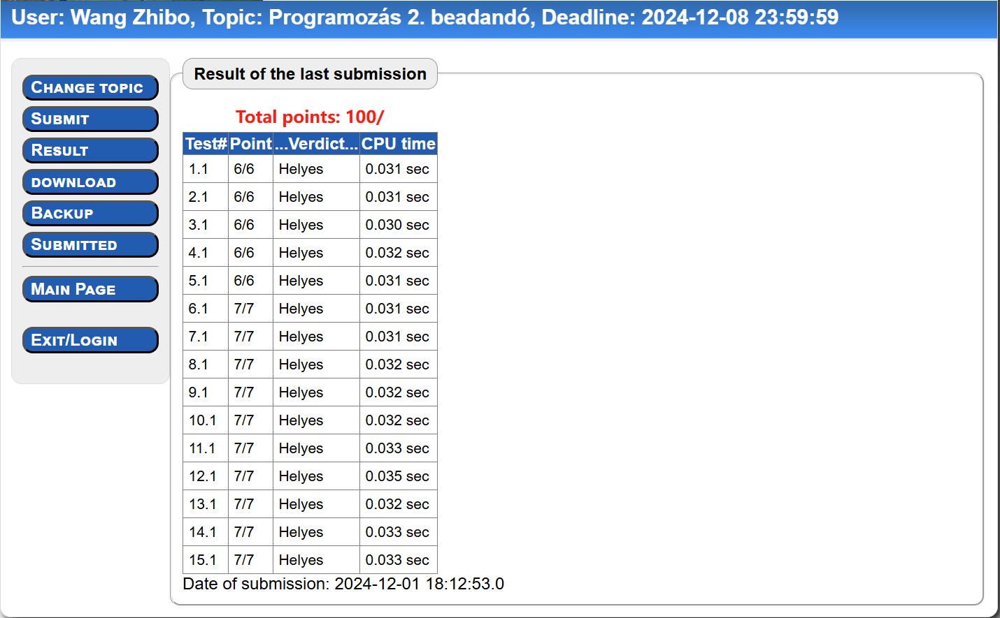 User: Wang Zhibo, Topic: Programozás 2. beadandó, Deadline: 2024-12-08 23:59:59
CHANGE TOPIC
SUBMIT
RESULT
DOWNLOAD
BACKUP
SUBMITTED
MAIN PAGE
EXIT/LOGIN
Result of the last submission
Total points: 100/
Test# Point ...Verdict... CPU time
1.1 6/6 Helyes 0.031 sec
2.1 6/6 Helyes 0.031 sec
3.1 6/6 Helyes 0.030 sec
4.1 6/6 Helyes 0.032 sec
5.1 6/6 Helyes 0.031 sec
6.1 7/7 Helyes 0.031 sec
7.1 7/7 Helyes 0.031 sec
8.1 7/7 Helyes 0.032 sec
9.1 7/7 Helyes 0.032 sec
10.1 7/7 Helyes 0.032 sec
11.1 7/7 Helyes 0.033 sec
12.1 7/7 Helyes 0.035 sec
13.1 7/7 Helyes 0.032 sec
14.1 7/7 Helyes 0.033 sec
15.1 7/7 Helyes 0.033 sec
Date of submission: 2024-12-01 18:12:53.0